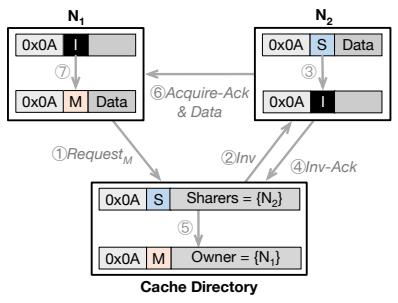 N₁
N₂
0x0A I
0x0A S Data
⑦
③
0x0A M Data
0x0A I
⑥Acquire-Ack
& Data
①Requestᴍ
②Inv
④Inv-Ack
0x0A S Sharers = {N₂}
⑤
0x0A M Owner = {N₁}
Cache Directory